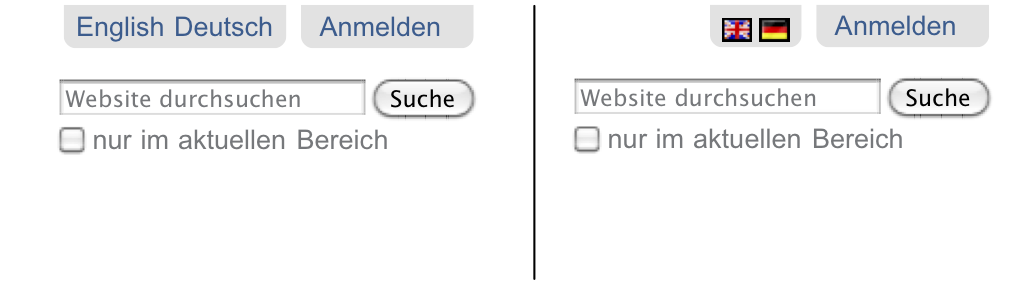 English Deutsch
Anmelden
Website durchsuchen
Suche
nur im aktuellen Bereich
Anmelden
Website durchsuchen
Suche
nur im aktuellen Bereich